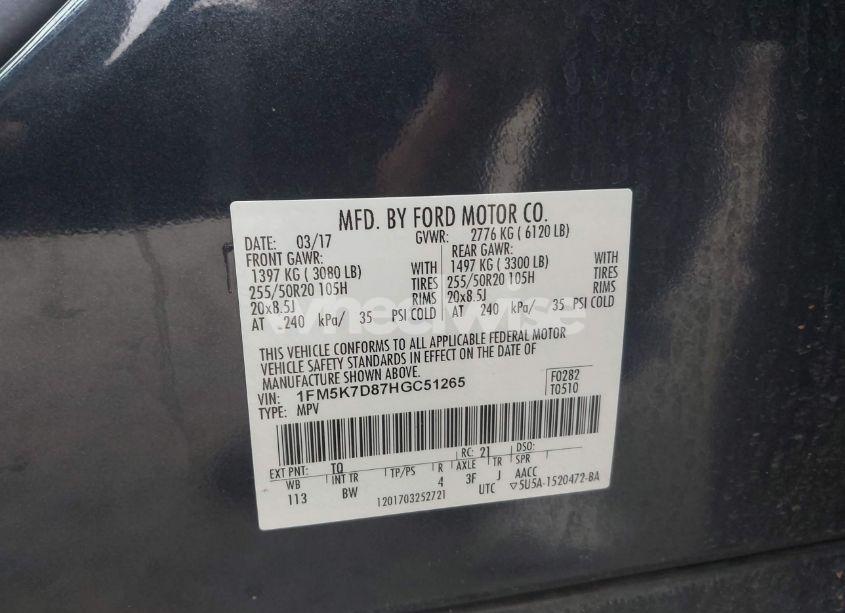 MFD. BY FORD MOTOR CO.
DATE: 03/17 GVWR: 2776 KG ( 6120 LB)
FRONT GAWR: REAR GAWR:
1397 KG ( 3080 LB) WITH 1497 KG ( 3300 LB) WITH
255/50R20 105H TIRES 255/50R20 105H TIRES
20x8.5J RIMS 20x8.5J RIMS
AT 240 kPa/ 35 PSI COLD AT 240 kPa/ 35 PSI COLD
THIS VEHICLE CONFORMS TO ALL APPLICABLE FEDERAL MOTOR
VEHICLE SAFETY STANDARDS IN EFFECT ON THE DATE OF
MANUFACTURE SHOWN ABOVE.
VIN: 1FM5K7D87HGC51265 F0282
TYPE: MPV T0510
EXT PNT: TQ RC: 21 DSO:
WB INT TR TP/PS R AXLE TR SPR
113 BW 4 3F J AACC
1201703252721 UTC ▽5U5A-1520472-BA
wheelwise